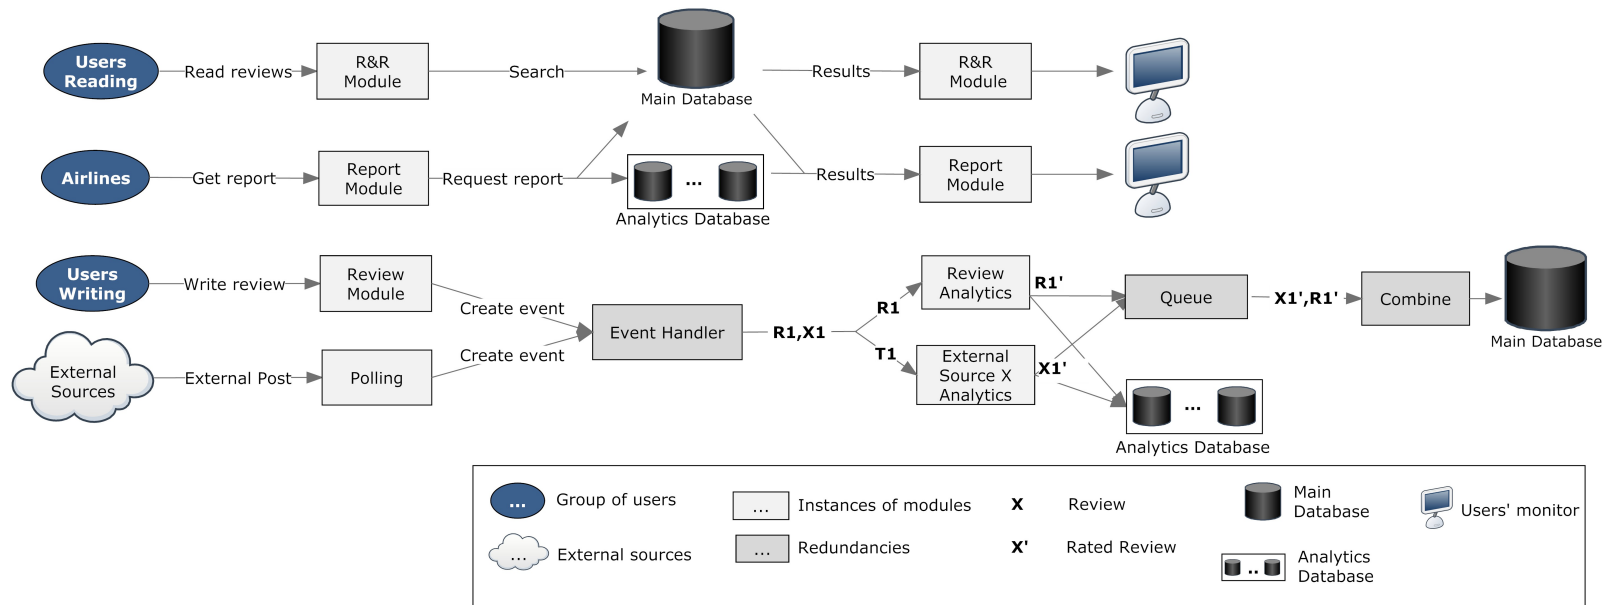 Users
Reading
Read reviews
R&R
Module
Search
Main Database
Results
R&R
Module
Airlines
Get report
Report
Module
Request report
...
Analytics Database
Results
Report
Module
Users
Writing
Write review
Review
Module
Create event
External
Sources
External Post
Polling
Create event
Event Handler
R1,X1
R1
T1
Review
Analytics
R1'
External
Source X
Analytics
X1'
Queue
X1',R1'
Combine
Main Database
...
Analytics Database
...
Group of users
...
External sources
...
Instances of modules
...
Redundancies
X
Review
X'
Rated Review
Main
Database
..
Analytics
Database
Users' monitor